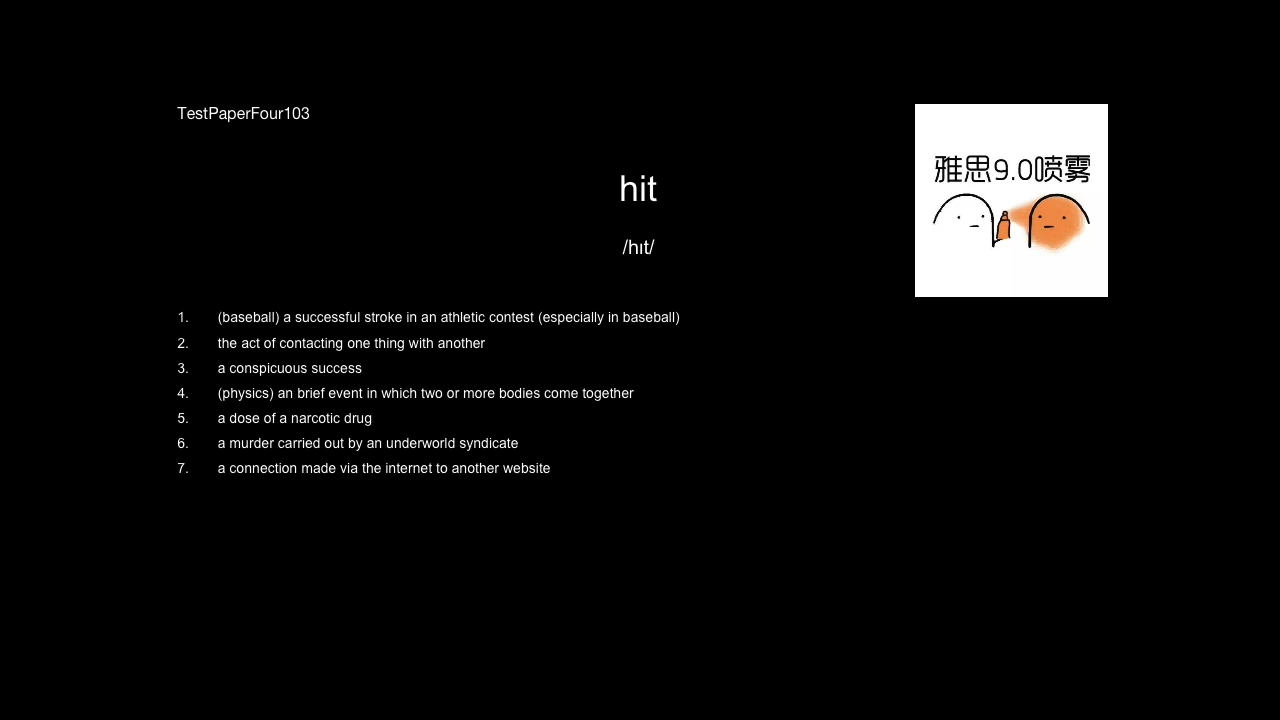 TestPaperFour103
雅思9.0喷雾
hit
/hɪt/
1. (baseball) a successful stroke in an athletic contest (especially in baseball)
2. the act of contacting one thing with another
3. a conspicuous success
4. (physics) an brief event in which two or more bodies come together
5. a dose of a narcotic drug
6. a murder carried out by an underworld syndicate
7. a connection made via the internet to another website